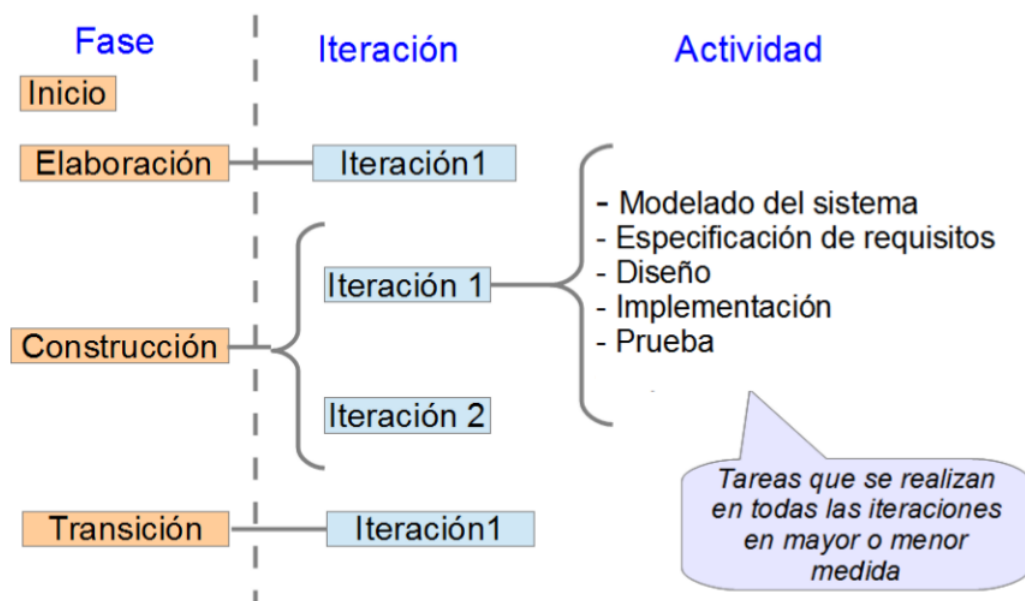 Fase
Iteración
Actividad
Inicio
Elaboración
Iteración1
Construcción
Iteración 1
Iteración 2
- Modelado del sistema
- Especificación de requisitos
- Diseño
- Implementación
- Prueba
Transición
Iteración1
Tareas que se realizan
en todas las iteraciones
en mayor o menor
medida